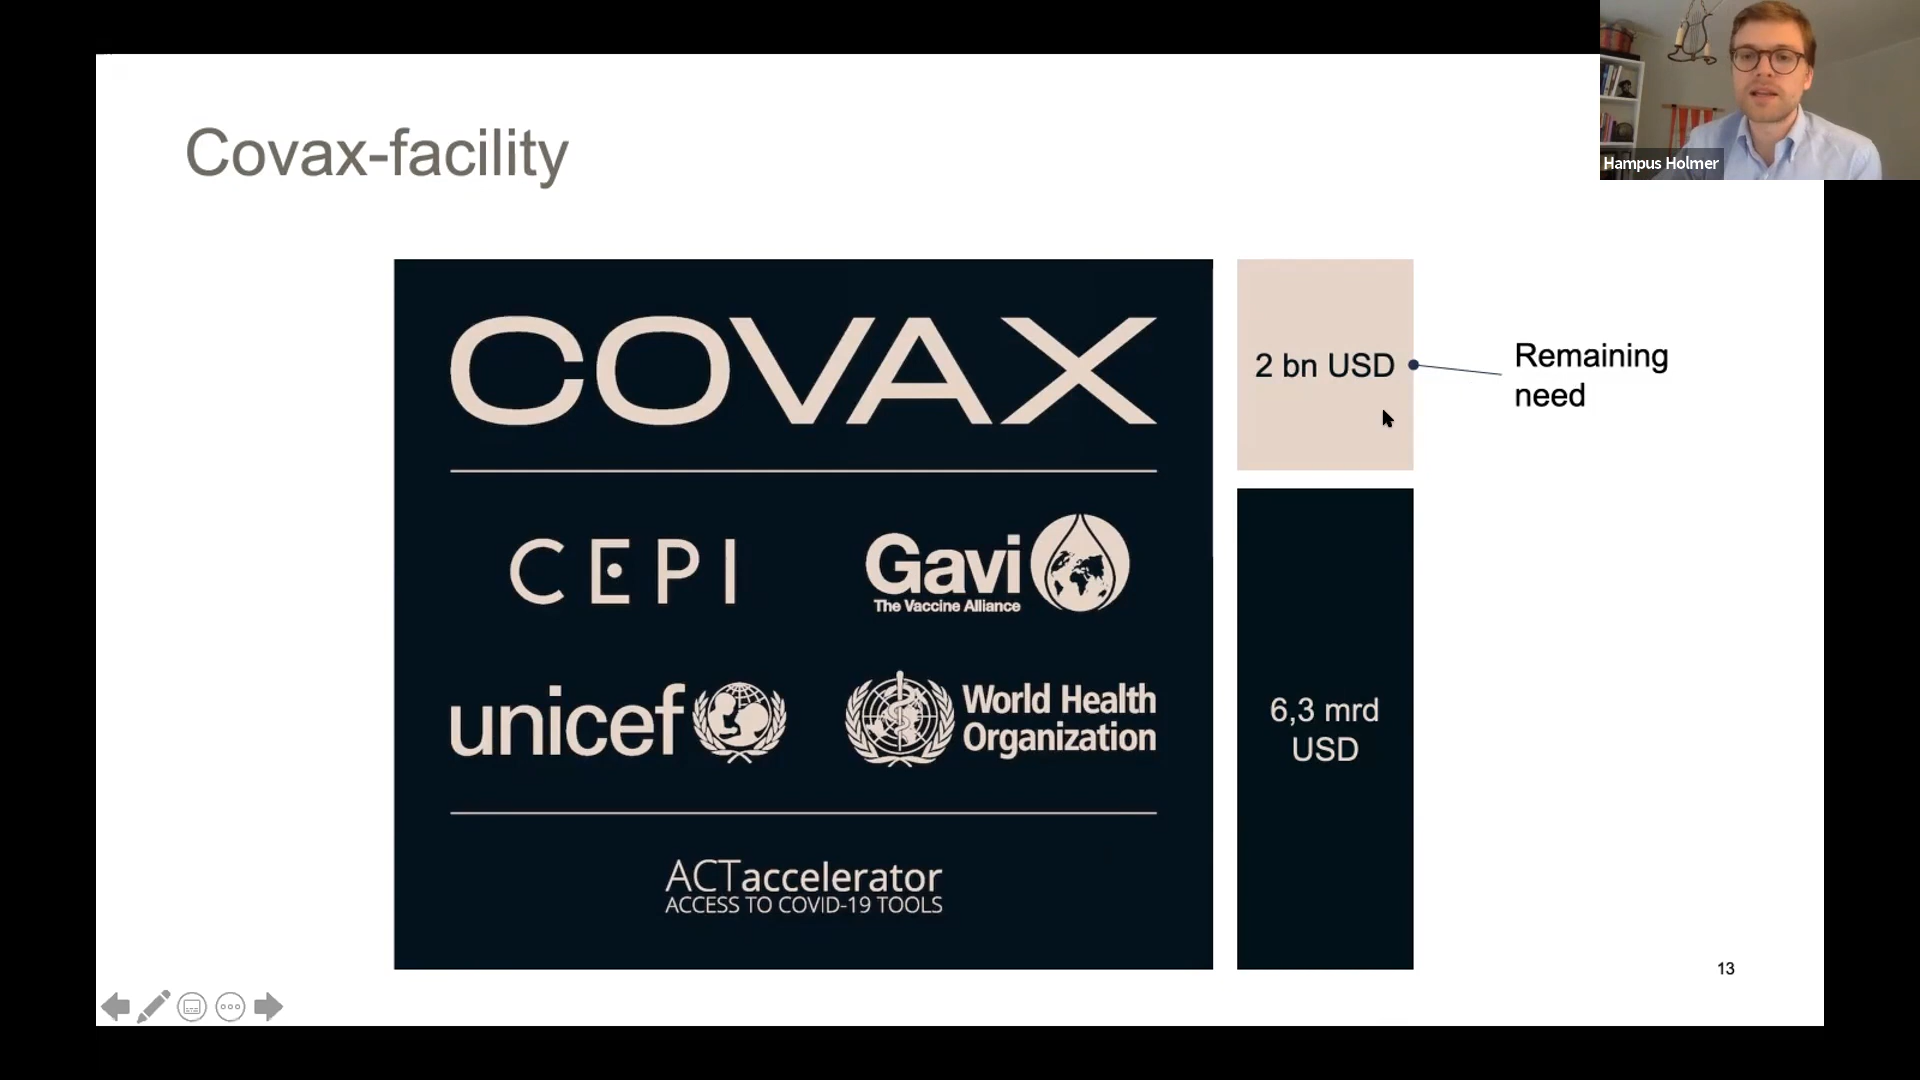 Covax-facility
Hampus Holmer
COVAX
CEPI
Gavi
The Vaccine Alliance
unicef
World Health
Organization
ACTaccelerator
ACCESS TO COVID-19 TOOLS
2 bn USD
Remaining
need
6,3 mrd
USD
13